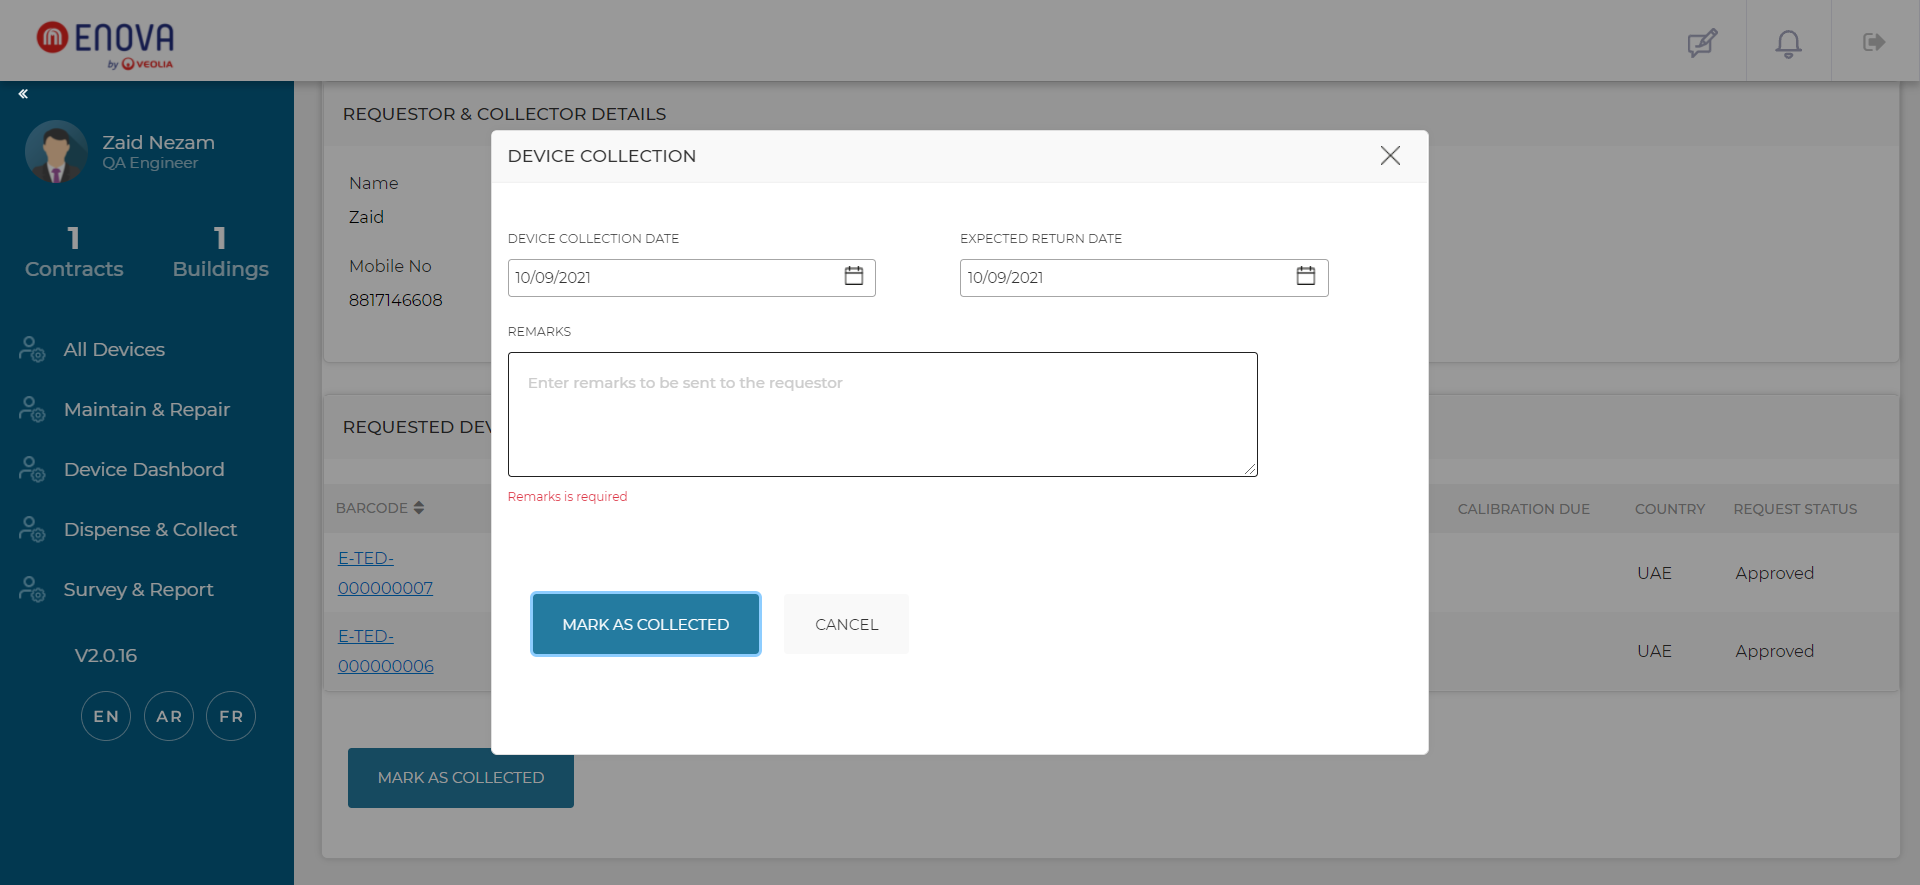 ENOVA
by VEOLIA
«
Zaid Nezam
QA Engineer
1
Contracts
1
Buildings
All Devices
Maintain & Repair
Device Dashbord
Dispense & Collect
Survey & Report
V2.0.16
EN AR FR
REQUESTOR & COLLECTOR DETAILS
Name
Zaid
Mobile No
8817146608
DEVICE COLLECTION
DEVICE COLLECTION DATE
10/09/2021
EXPECTED RETURN DATE
10/09/2021
REMARKS
Enter remarks to be sent to the requestor
Remarks is required
MARK AS COLLECTED
CANCEL
REQUESTED DEV
BARCODE CALIBRATION DUE COUNTRY REQUEST STATUS
E-TED-
000000007
UAE Approved
E-TED-
000000006
UAE Approved
MARK AS COLLECTED